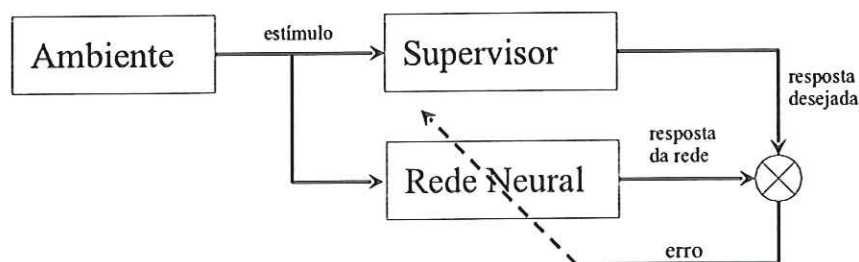 Ambiente
estímulo
Supervisor
resposta
desejada
Rede Neural
resposta
da rede
erro